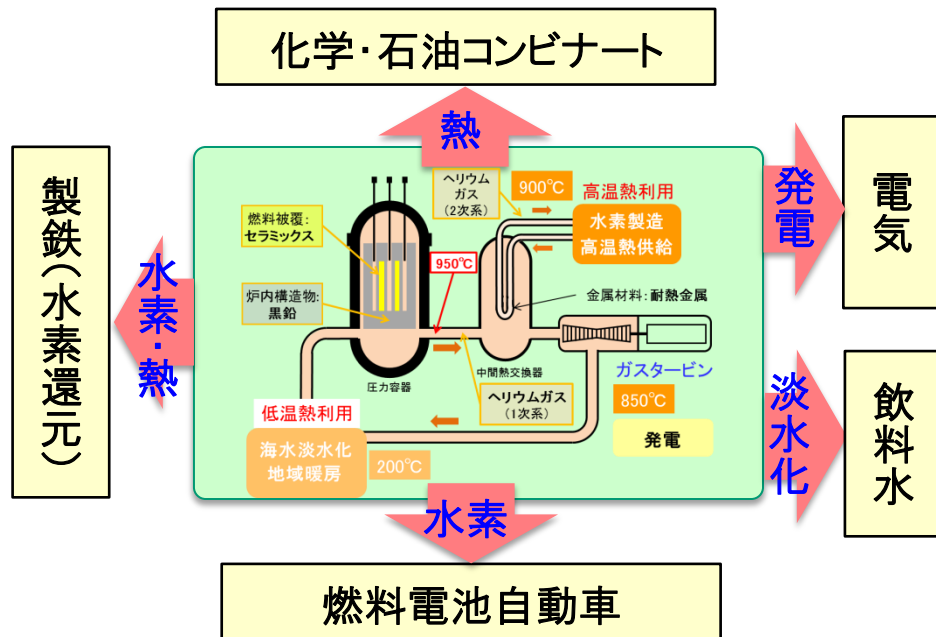 化学・石油コンビナート
熱
製鉄(水素還元)
水素・熱
ヘリウム
ガス
(2次系)
900℃
高温熱利用
水素製造
高温熱供給
燃料被覆:
セラミックス
950℃
炉内構造物:
黒鉛
金属材料:耐熱金属
圧力容器
中間熱交換器
ヘリウムガス
(1次系)
ガスタービン
850℃
発電
低温熱利用
海水淡水化
地域暖房
200℃
発電
電気
淡水化
飲料水
水素
燃料電池自動車